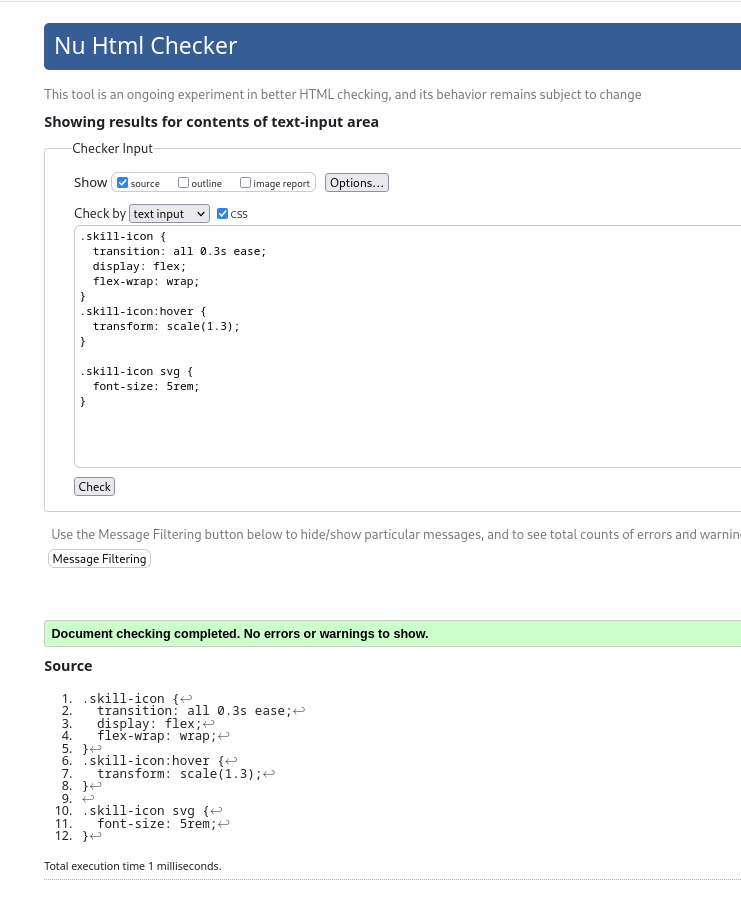 Nu Html Checker
This tool is an ongoing experiment in better HTML checking, and its behavior remains subject to change
Showing results for contents of text-input area
Checker Input
Show source outline image report Options...
Check by text input CSS
.skill-icon {
  transition: all 0.3s ease;
  display: flex;
  flex-wrap: wrap;
}
.skill-icon:hover {
  transform: scale(1.3);
}

.skill-icon svg {
  font-size: 5rem;
}
Check
Use the Message Filtering button below to hide/show particular messages, and to see total counts of errors and warnin
Message Filtering
Document checking completed. No errors or warnings to show.
Source
1. .skill-icon {↩
2.   transition: all 0.3s ease;↩
3.   display: flex;↩
4.   flex-wrap: wrap;↩
5. }↩
6. .skill-icon:hover {↩
7.   transform: scale(1.3);↩
8. }↩
9. ↩
10. .skill-icon svg {↩
11.   font-size: 5rem;↩
12. }↩
Total execution time 1 milliseconds.